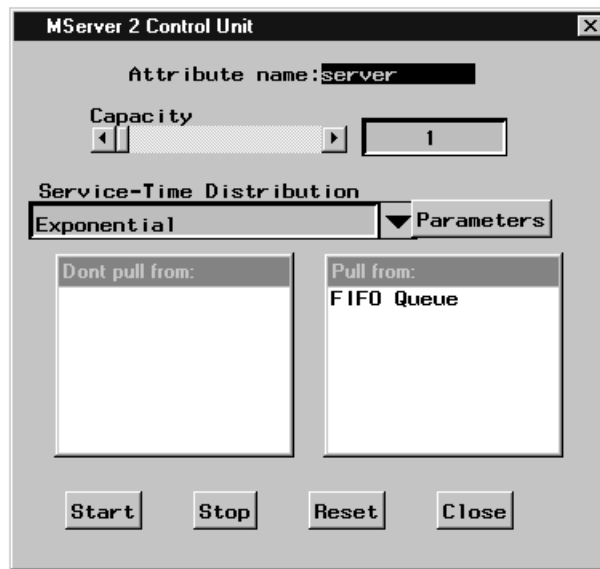 MServer 2 Control Unit
Attribute name:server
Capacity
1
Service-Time Distribution
Exponential
Parameters
Dont pull from:
Pull from:
FIFO Queue
Start Stop Reset Close